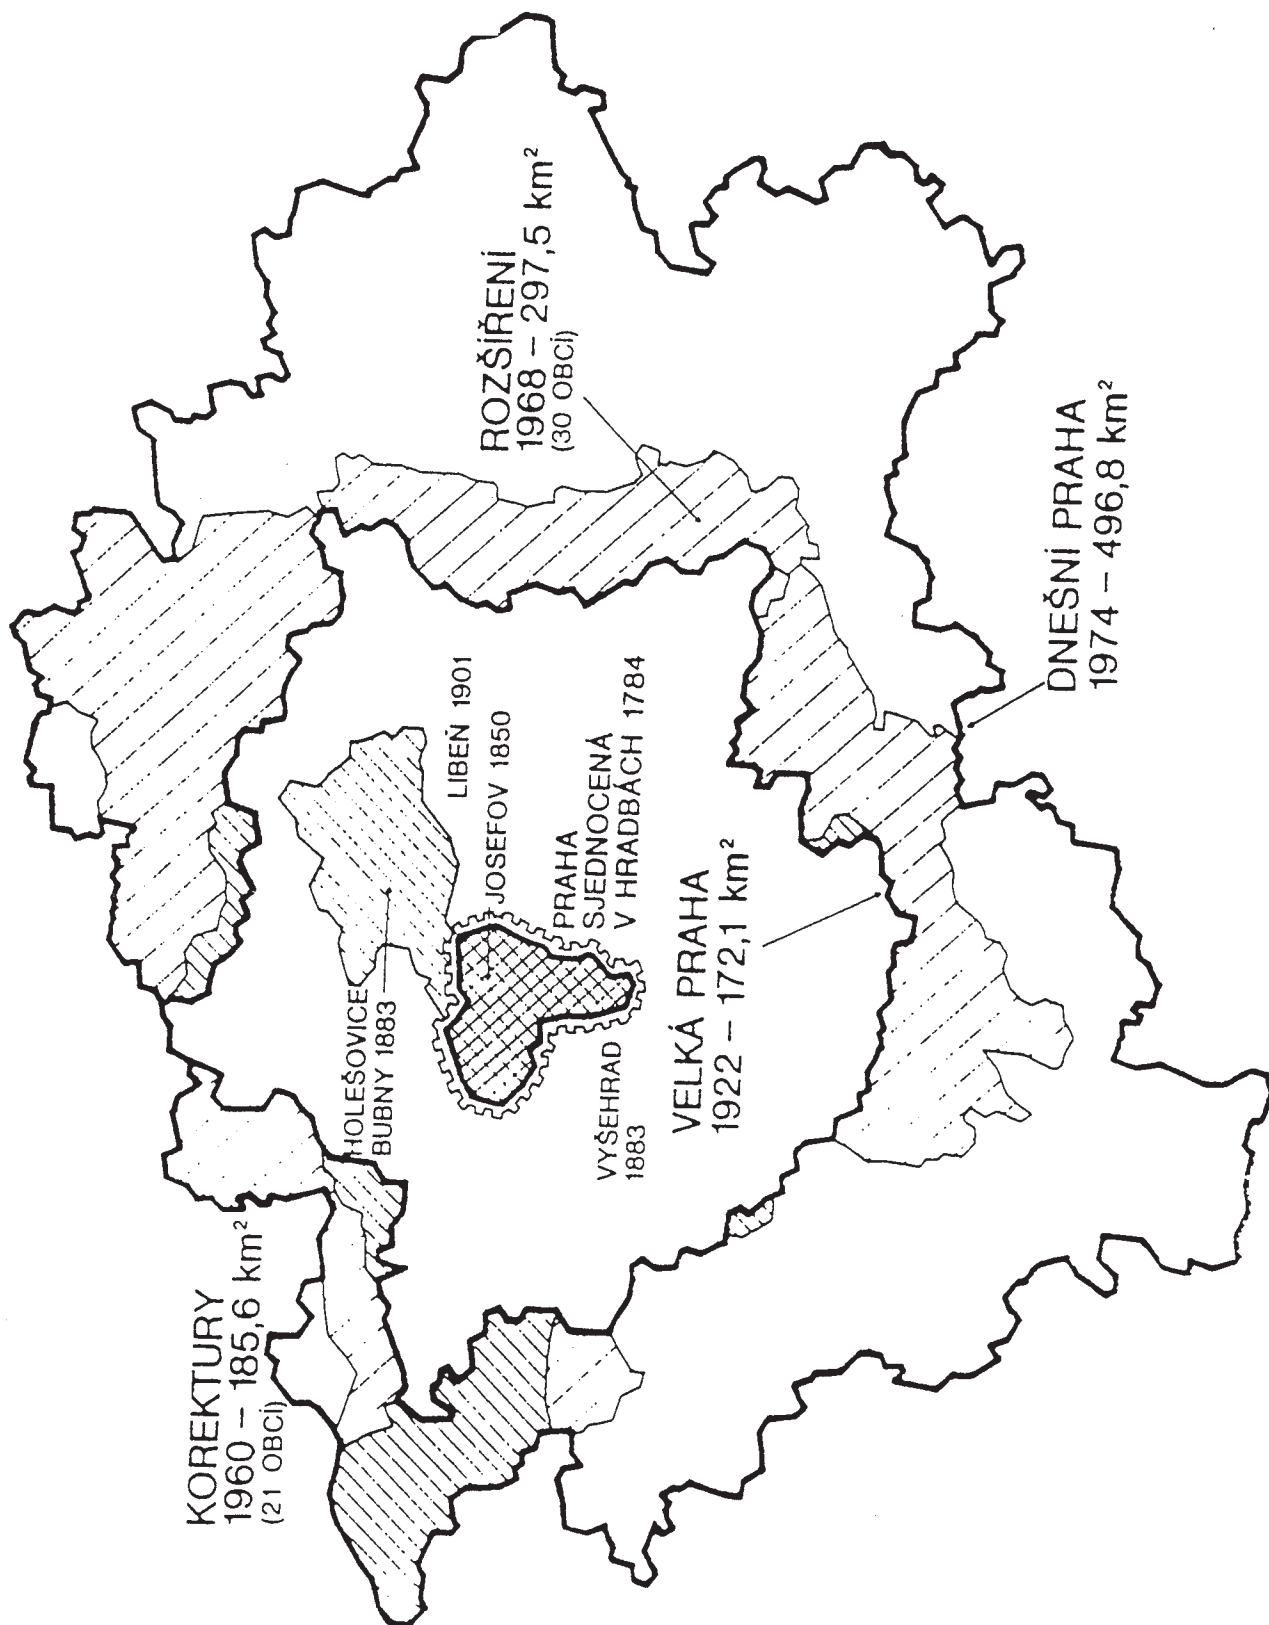 KOREKTURY
1960 – 185,6 km²
(21 OBCÍ)
ROZŠÍŘENÍ
1968 – 297,5 km²
(30 OBCÍ)
HOLEŠOVICE
BUBNY 1883
LIBEŇ 1901
JOSEFOV 1850
PRAHA
SJEDNOCENÁ
V HRADBÁCH 1784
VYŠEHRAD
1883
VELKÁ PRAHA
1922 – 172,1 km²
DNEŠNÍ PRAHA
1974 – 496,8 km²